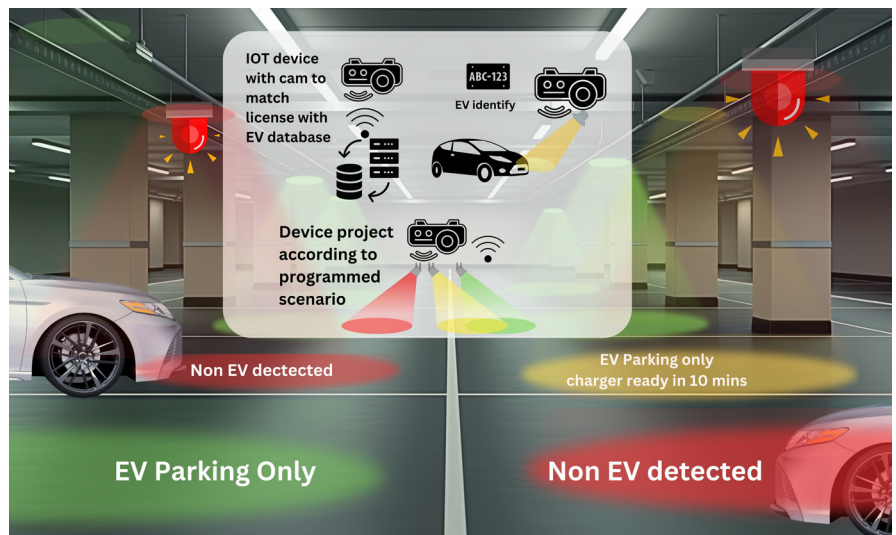 IOT device
with cam to
match
license with
EV database
ABC-123
EV identify
Device project
according to
programmed
scenario
Non EV dectected
EV Parking only
charger ready in 10 mins
EV Parking Only
Non EV detected